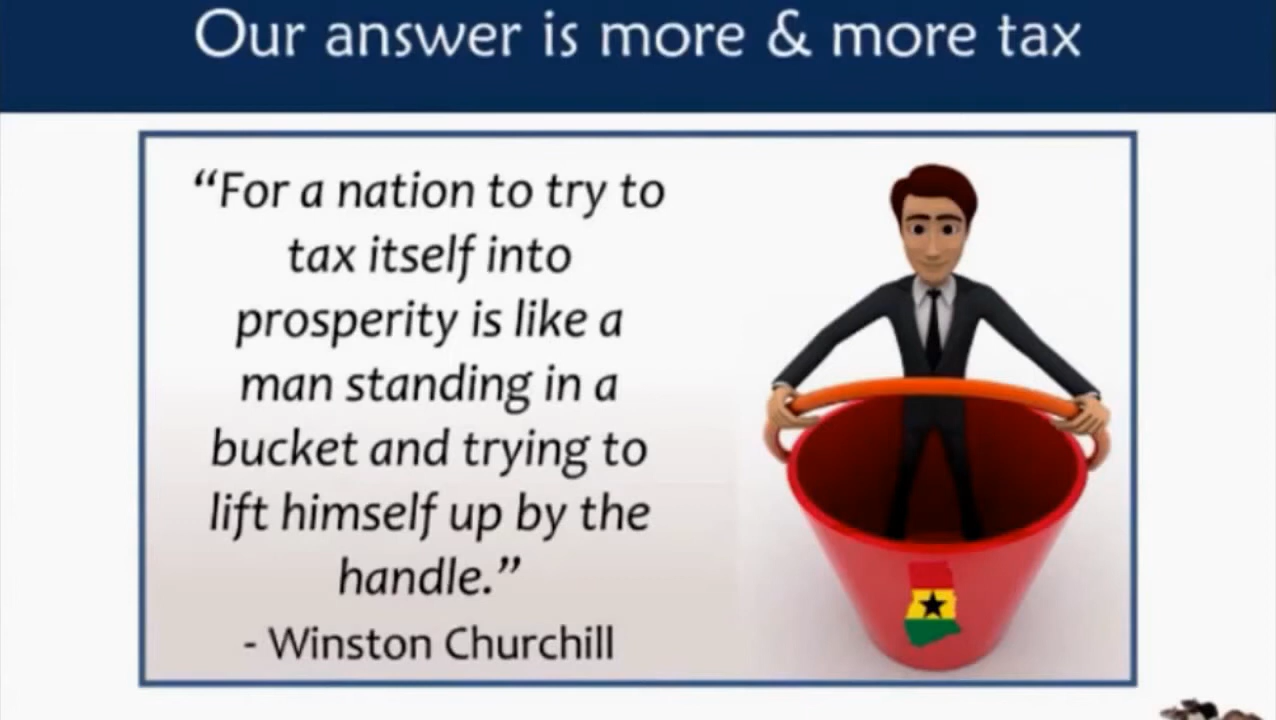 Our answer is more & more tax
“For a nation to try to
tax itself into
prosperity is like a
man standing in a
bucket and trying to
lift himself up by the
handle.”
- Winston Churchill